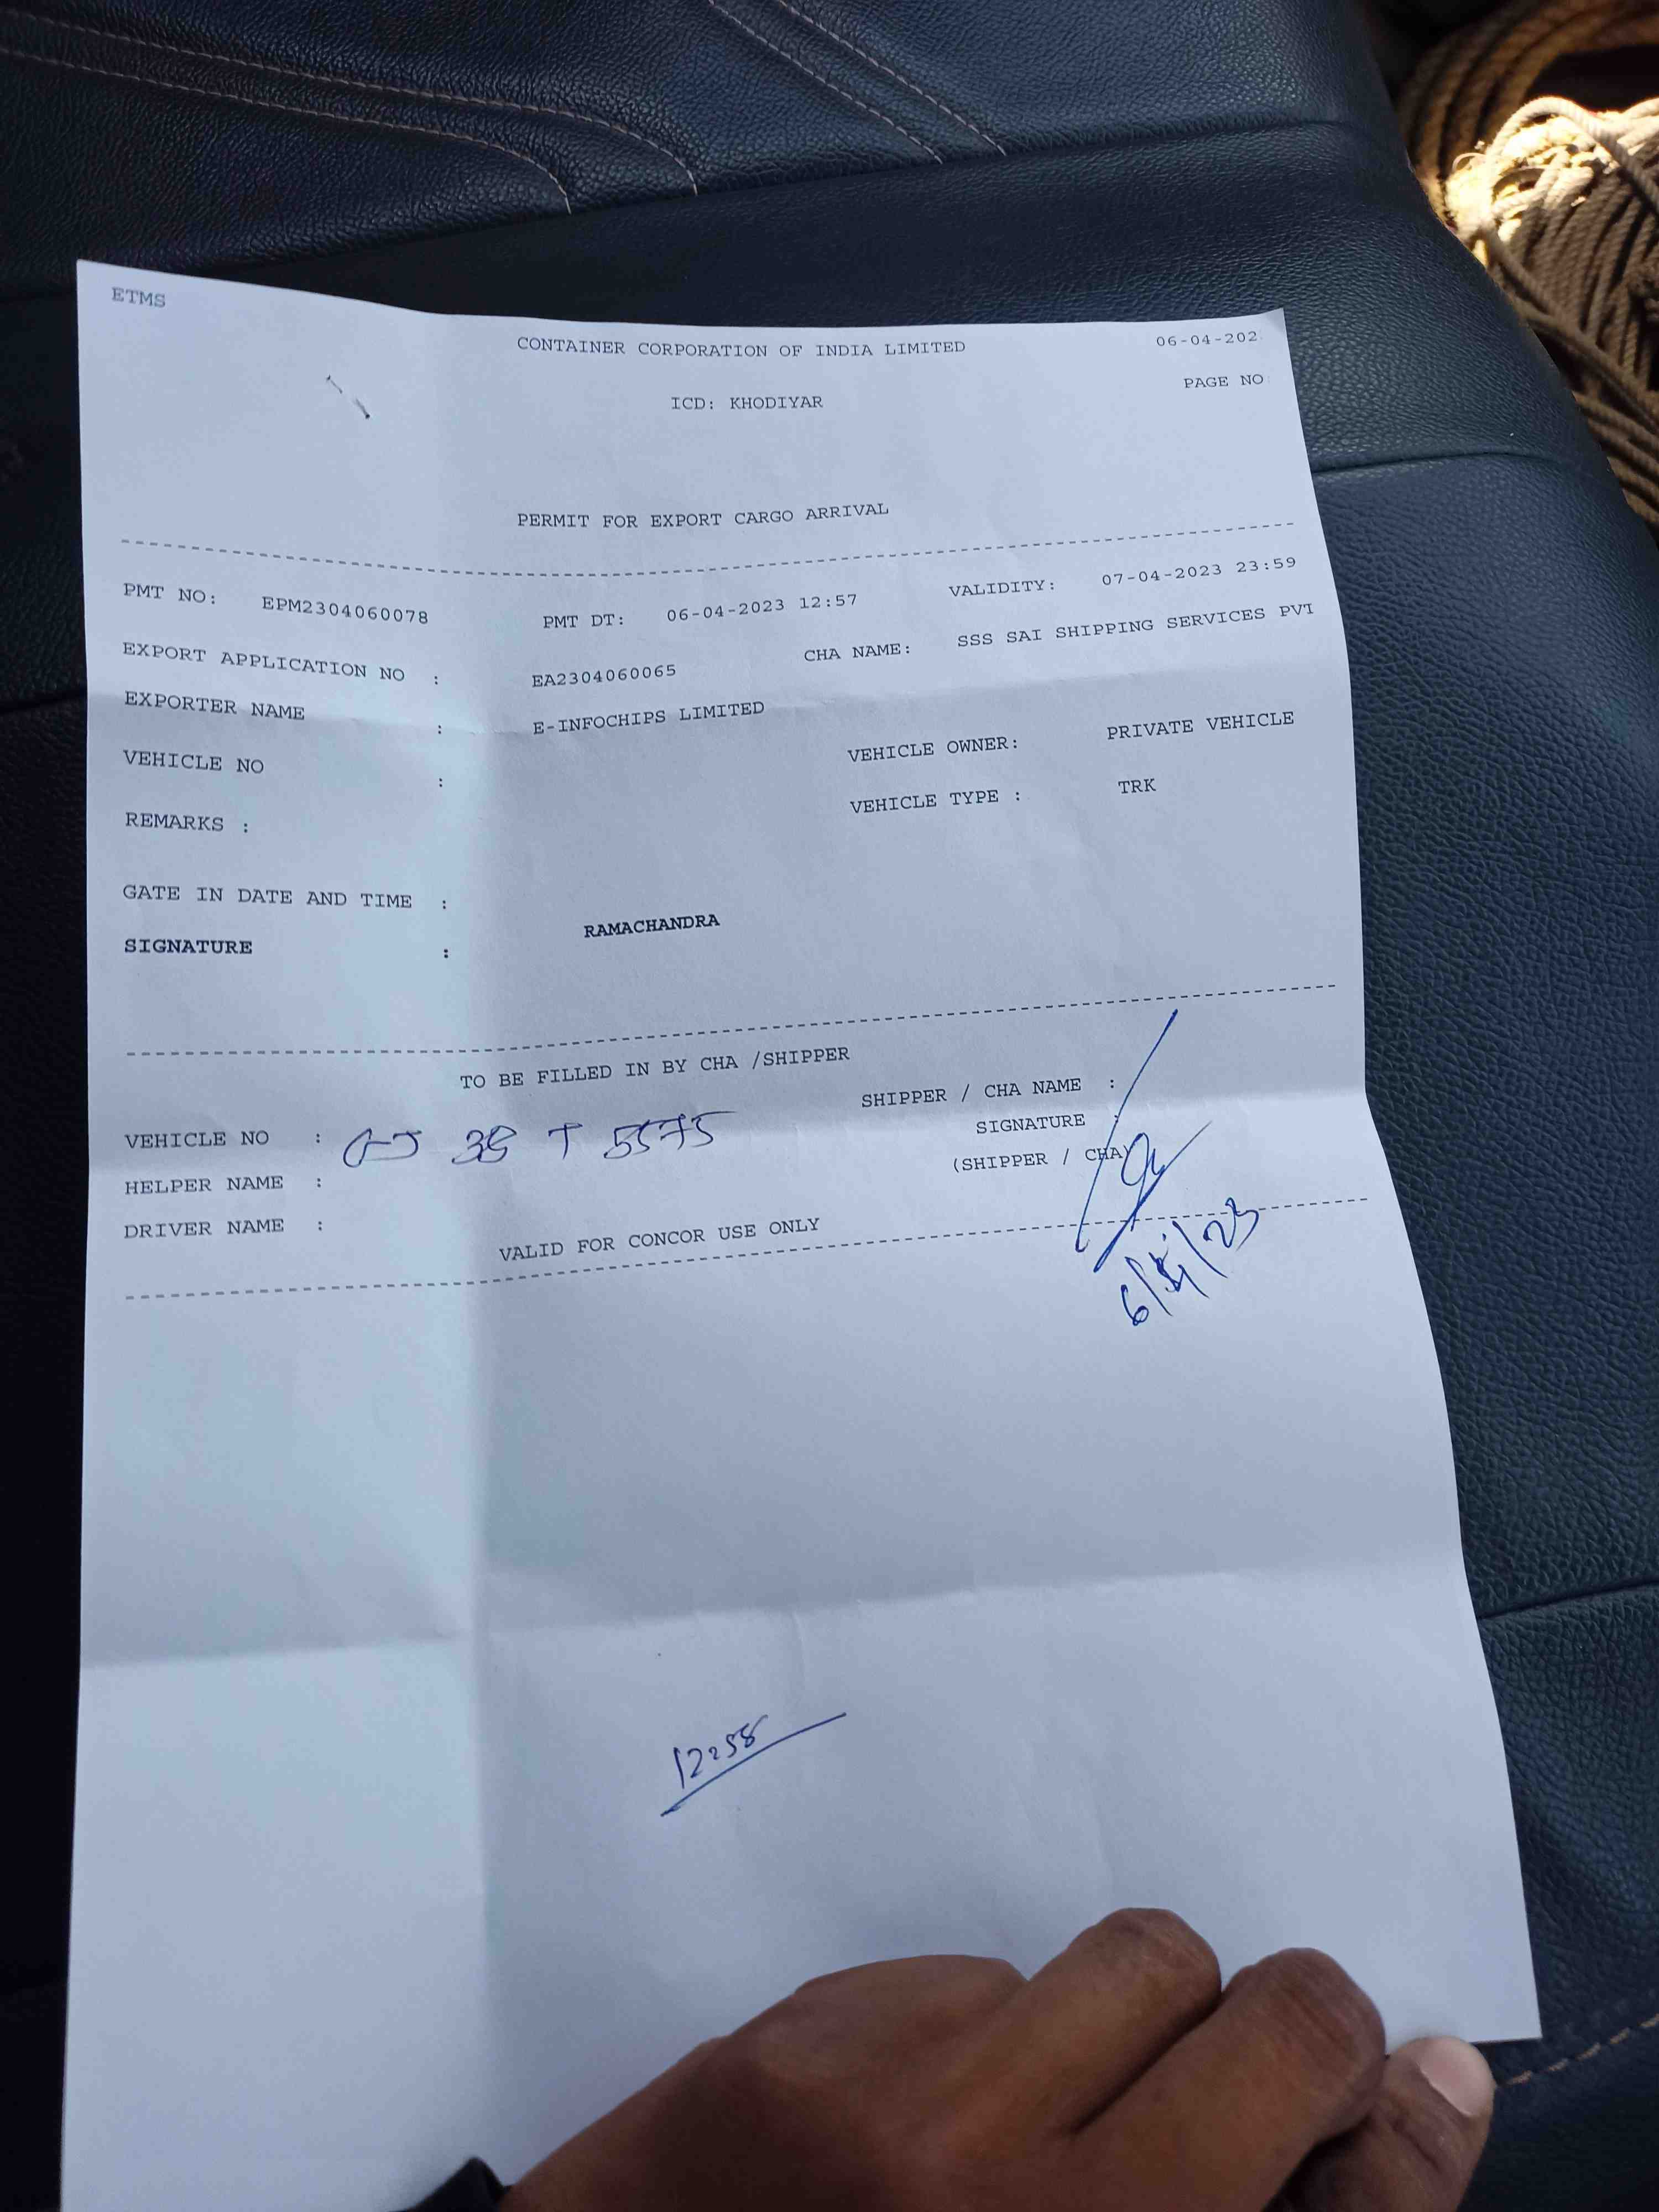 ETMS
CONTAINER CORPORATION OF INDIA LIMITED 06-04-202
PAGE NO
ICD: KHODIYAR
PERMIT FOR EXPORT CARGO ARRIVAL
PMT NO: EPM2304060078 PMT DT: 06-04-2023 12:57 VALIDITY: 07-04-2023 23:59
EXPORT APPLICATION NO : EA2304060065 CHA NAME: SSS SAI SHIPPING SERVICES PVT
EXPORTER NAME : E-INFOCHIPS LIMITED
VEHICLE NO : VEHICLE OWNER: PRIVATE VEHICLE
REMARKS : VEHICLE TYPE : TRK
GATE IN DATE AND TIME :
SIGNATURE : RAMACHANDRA
TO BE FILLED IN BY CHA /SHIPPER
VEHICLE NO : GJ 38 T 5575 SHIPPER / CHA NAME :
HELPER NAME : SIGNATURE :
(SHIPPER / CHA)
DRIVER NAME :
VALID FOR CONCOR USE ONLY
6/4/23
12:58